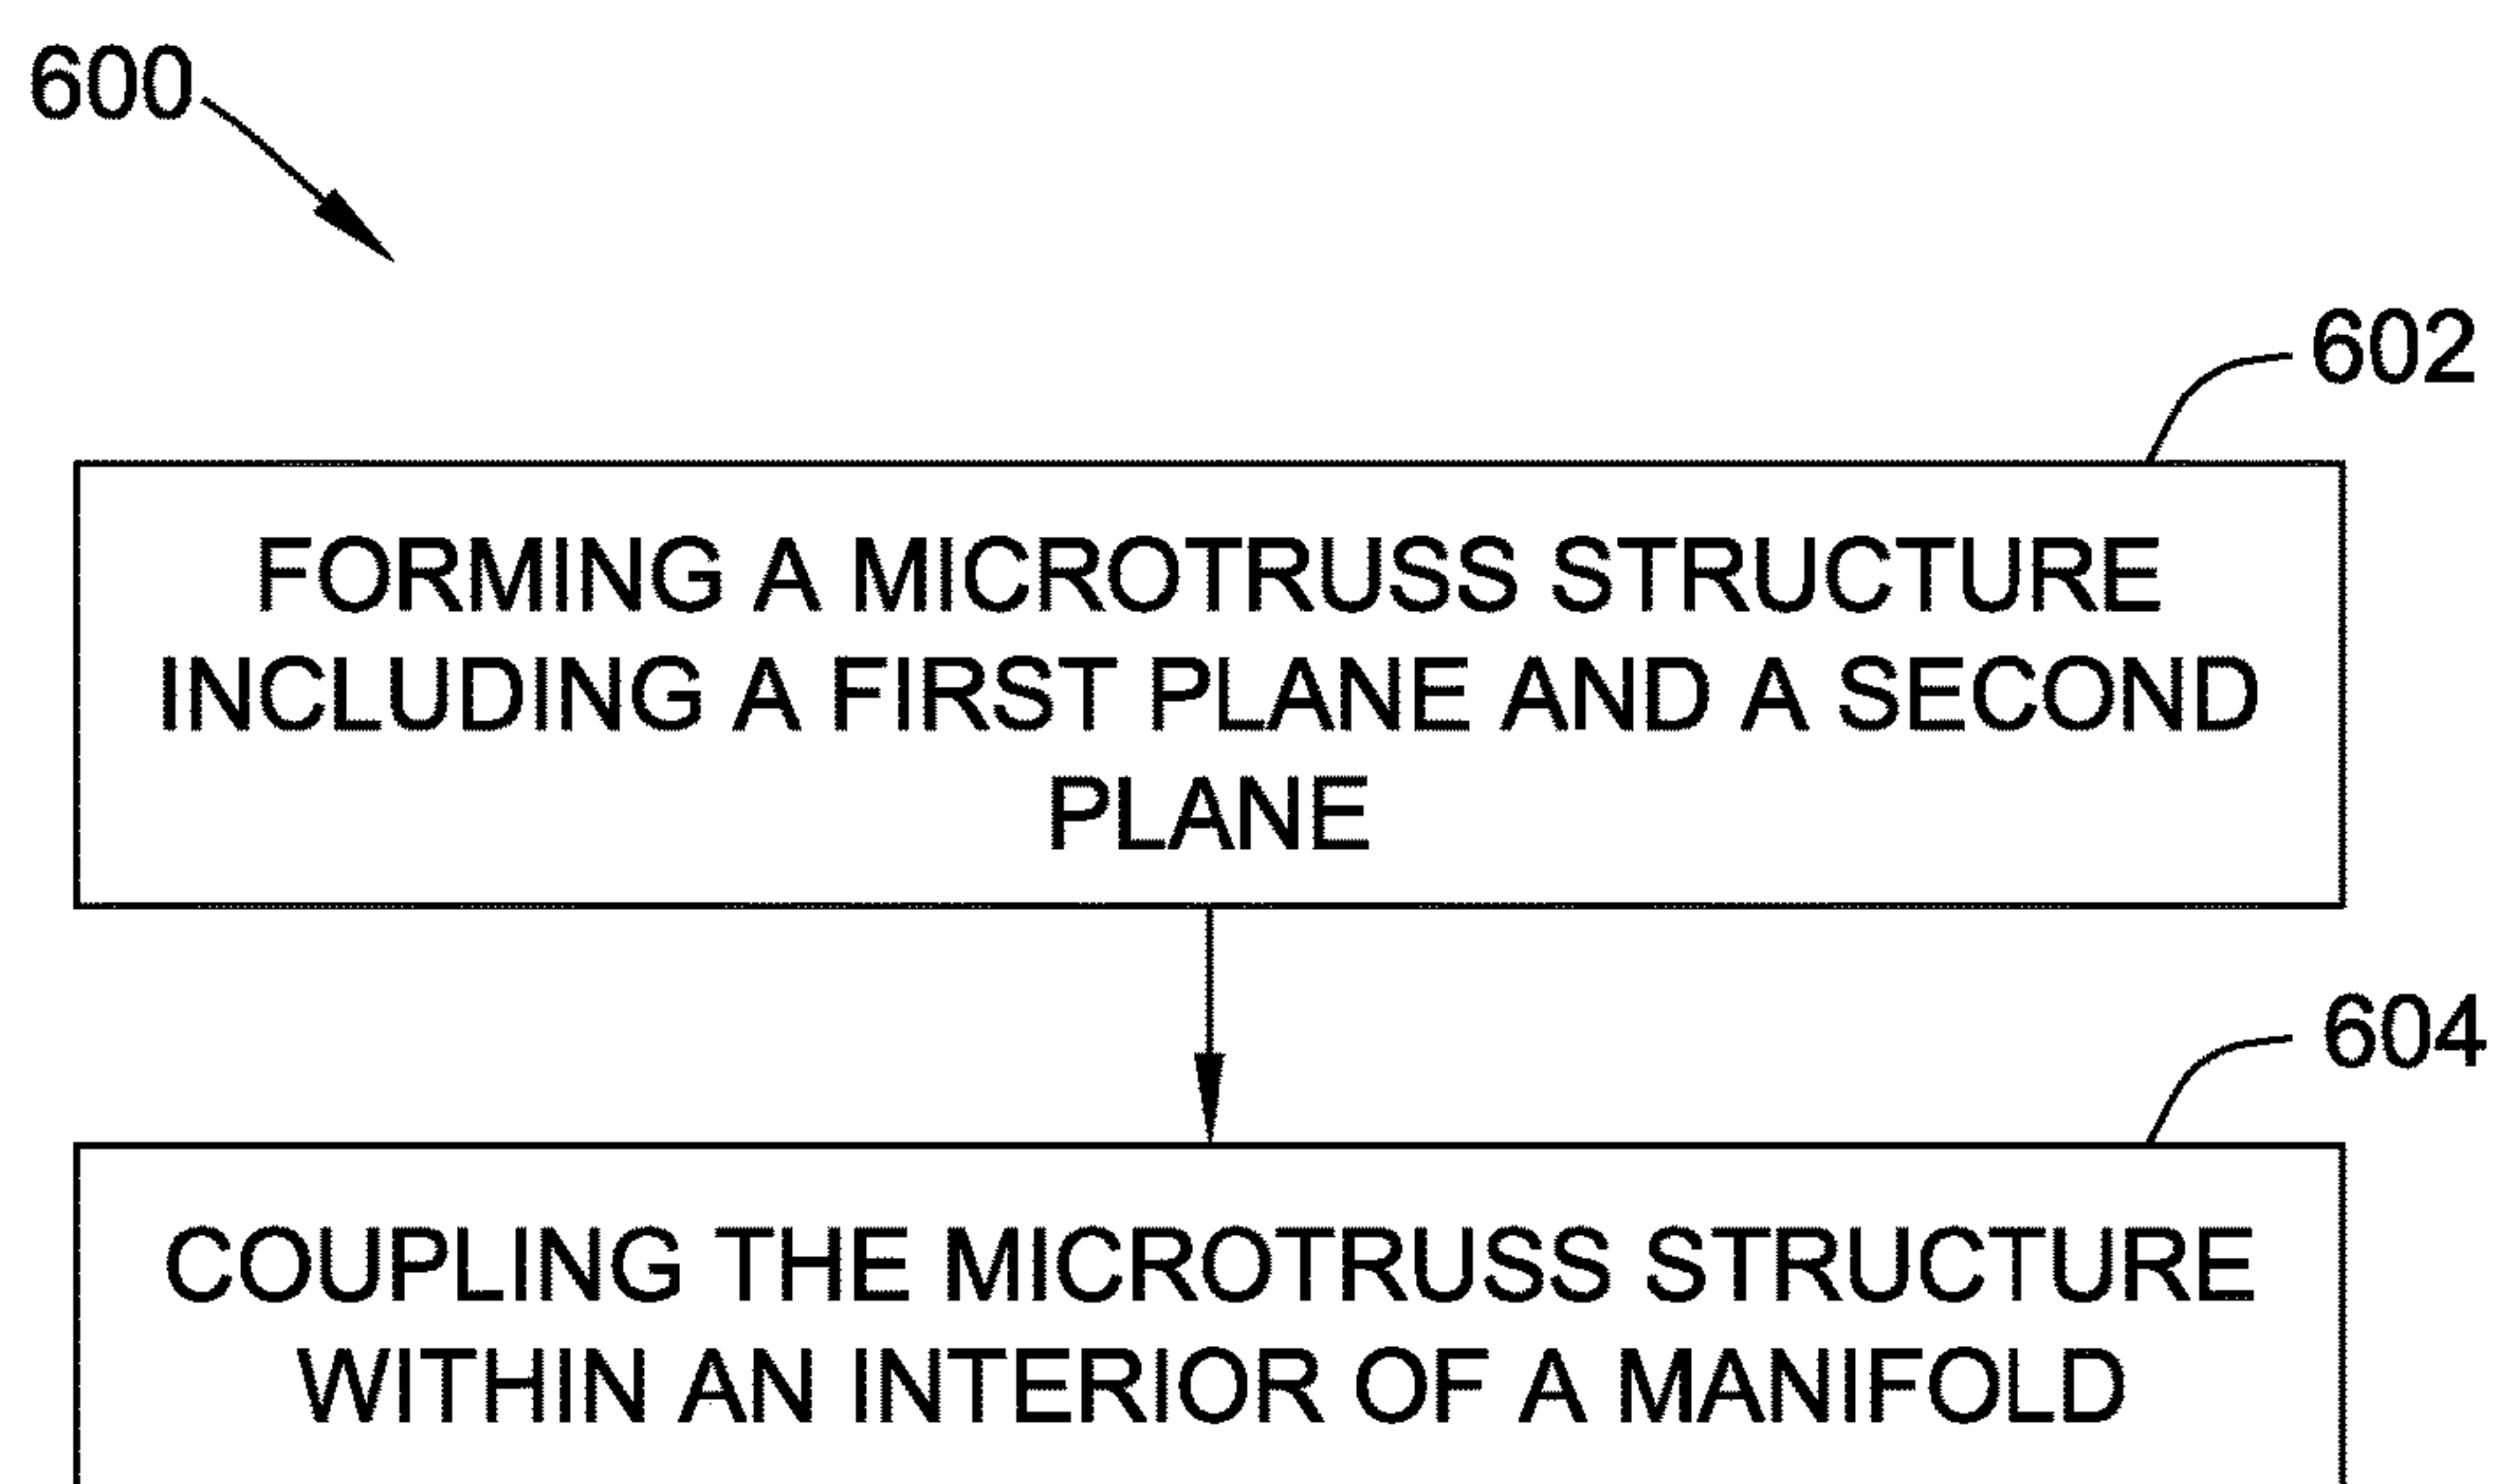 600
602
FORMING A MICROTRUSS STRUCTURE
INCLUDING A FIRST PLANE AND A SECOND
PLANE
604
COUPLING THE MICROTRUSS STRUCTURE
WITHIN AN INTERIOR OF A MANIFOLD